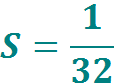 S = 1/32